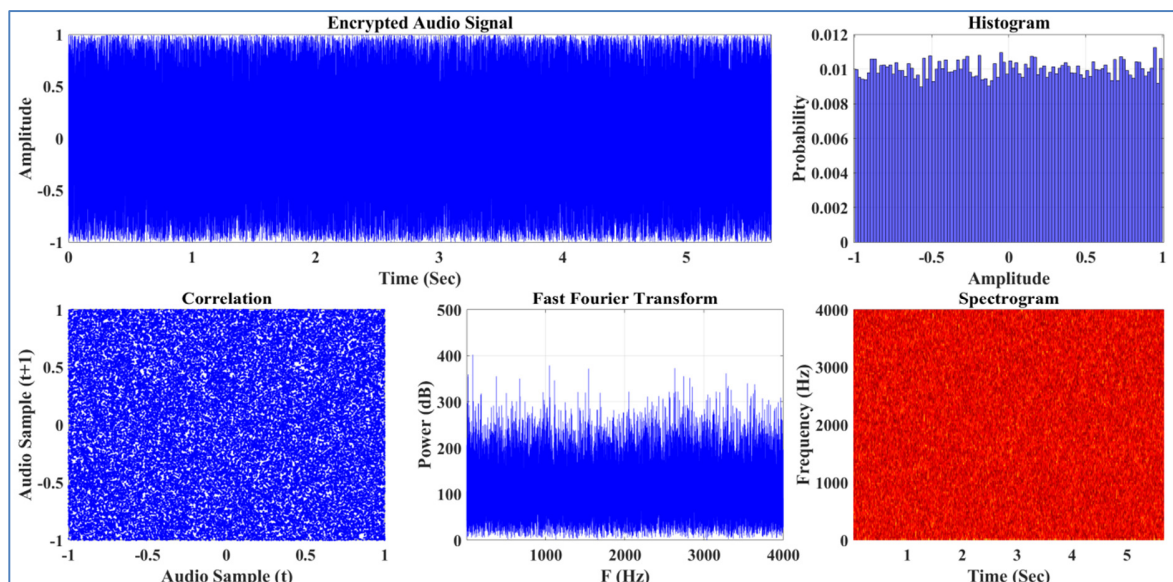 Encrypted Audio Signal
1
0.5
0
-0.5
-1
Amplitude
0 1 2 3 4 5
Time (Sec)
Histogram
0.012
0.01
0.008
0.006
0.004
0.002
0
Probability
-1 -0.5 0 0.5 1
Amplitude
Correlation
1
0.5
0
-0.5
-1
Audio Sample (t+1)
-1 -0.5 0 0.5 1
Audio Sample (t)
Fast Fourier Transform
500
400
300
200
100
0
Power (dB)
1000 2000 3000 4000
F (Hz)
Spectrogram
4000
3000
2000
1000
0
Frequency (Hz)
1 2 3 4 5
Time (Sec)